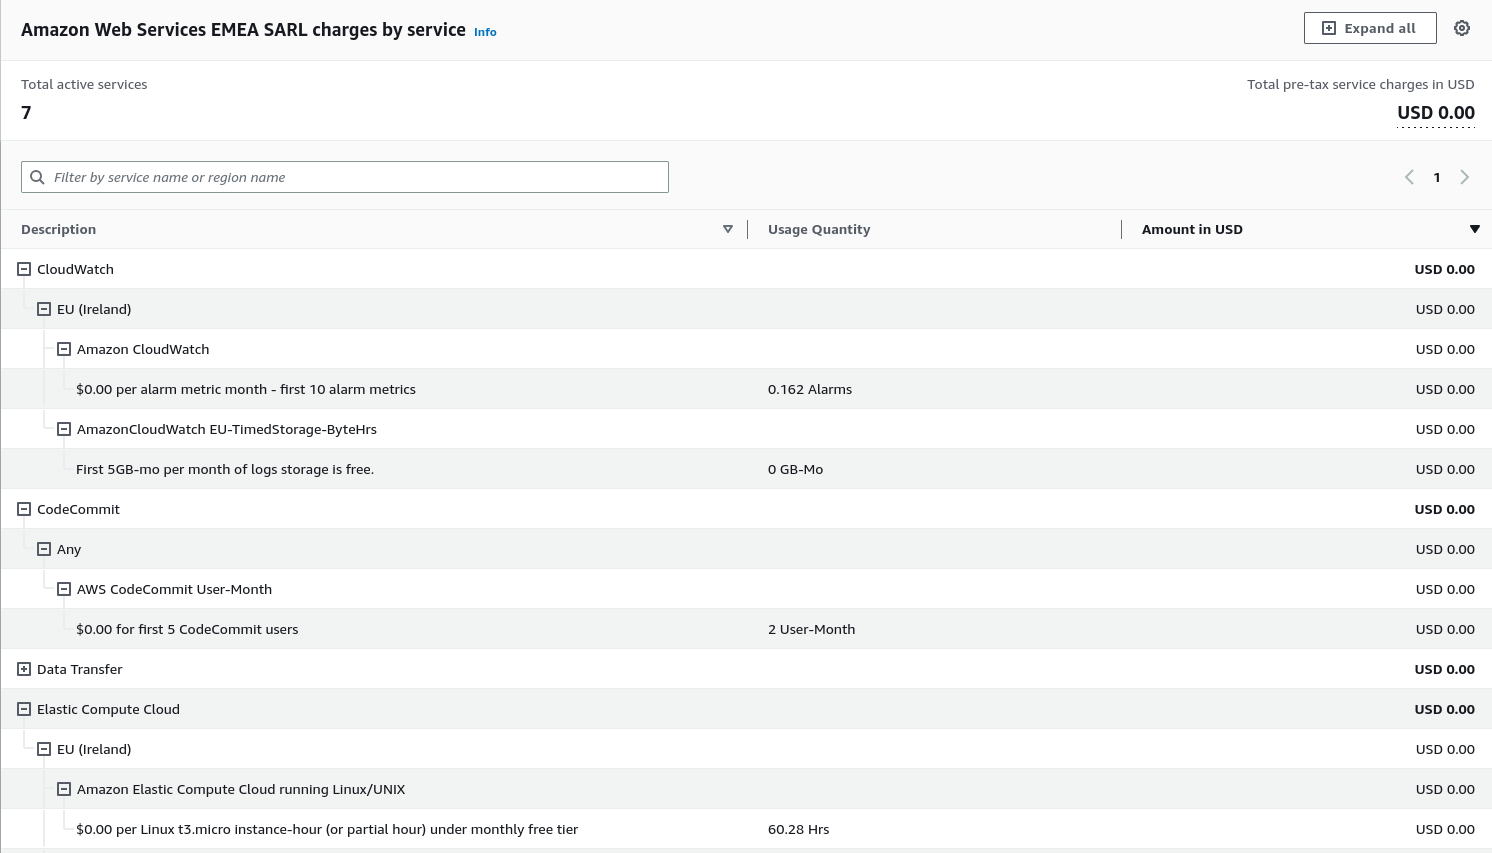 Amazon Web Services EMEA SARL charges by service Info
Expand all
Total active services
Total pre-tax service charges in USD
7
USD 0.00
Filter by service name or region name
1
Description Usage Quantity Amount in USD
CloudWatch USD 0.00
EU (Ireland) USD 0.00
Amazon CloudWatch USD 0.00
$0.00 per alarm metric month - first 10 alarm metrics 0.162 Alarms USD 0.00
AmazonCloudWatch EU-TimedStorage-ByteHrs USD 0.00
First 5GB-mo per month of logs storage is free. 0 GB-Mo USD 0.00
CodeCommit USD 0.00
Any USD 0.00
AWS CodeCommit User-Month USD 0.00
$0.00 for first 5 CodeCommit users 2 User-Month USD 0.00
Data Transfer USD 0.00
Elastic Compute Cloud USD 0.00
EU (Ireland) USD 0.00
Amazon Elastic Compute Cloud running Linux/UNIX USD 0.00
$0.00 per Linux t3.micro instance-hour (or partial hour) under monthly free tier 60.28 Hrs USD 0.00